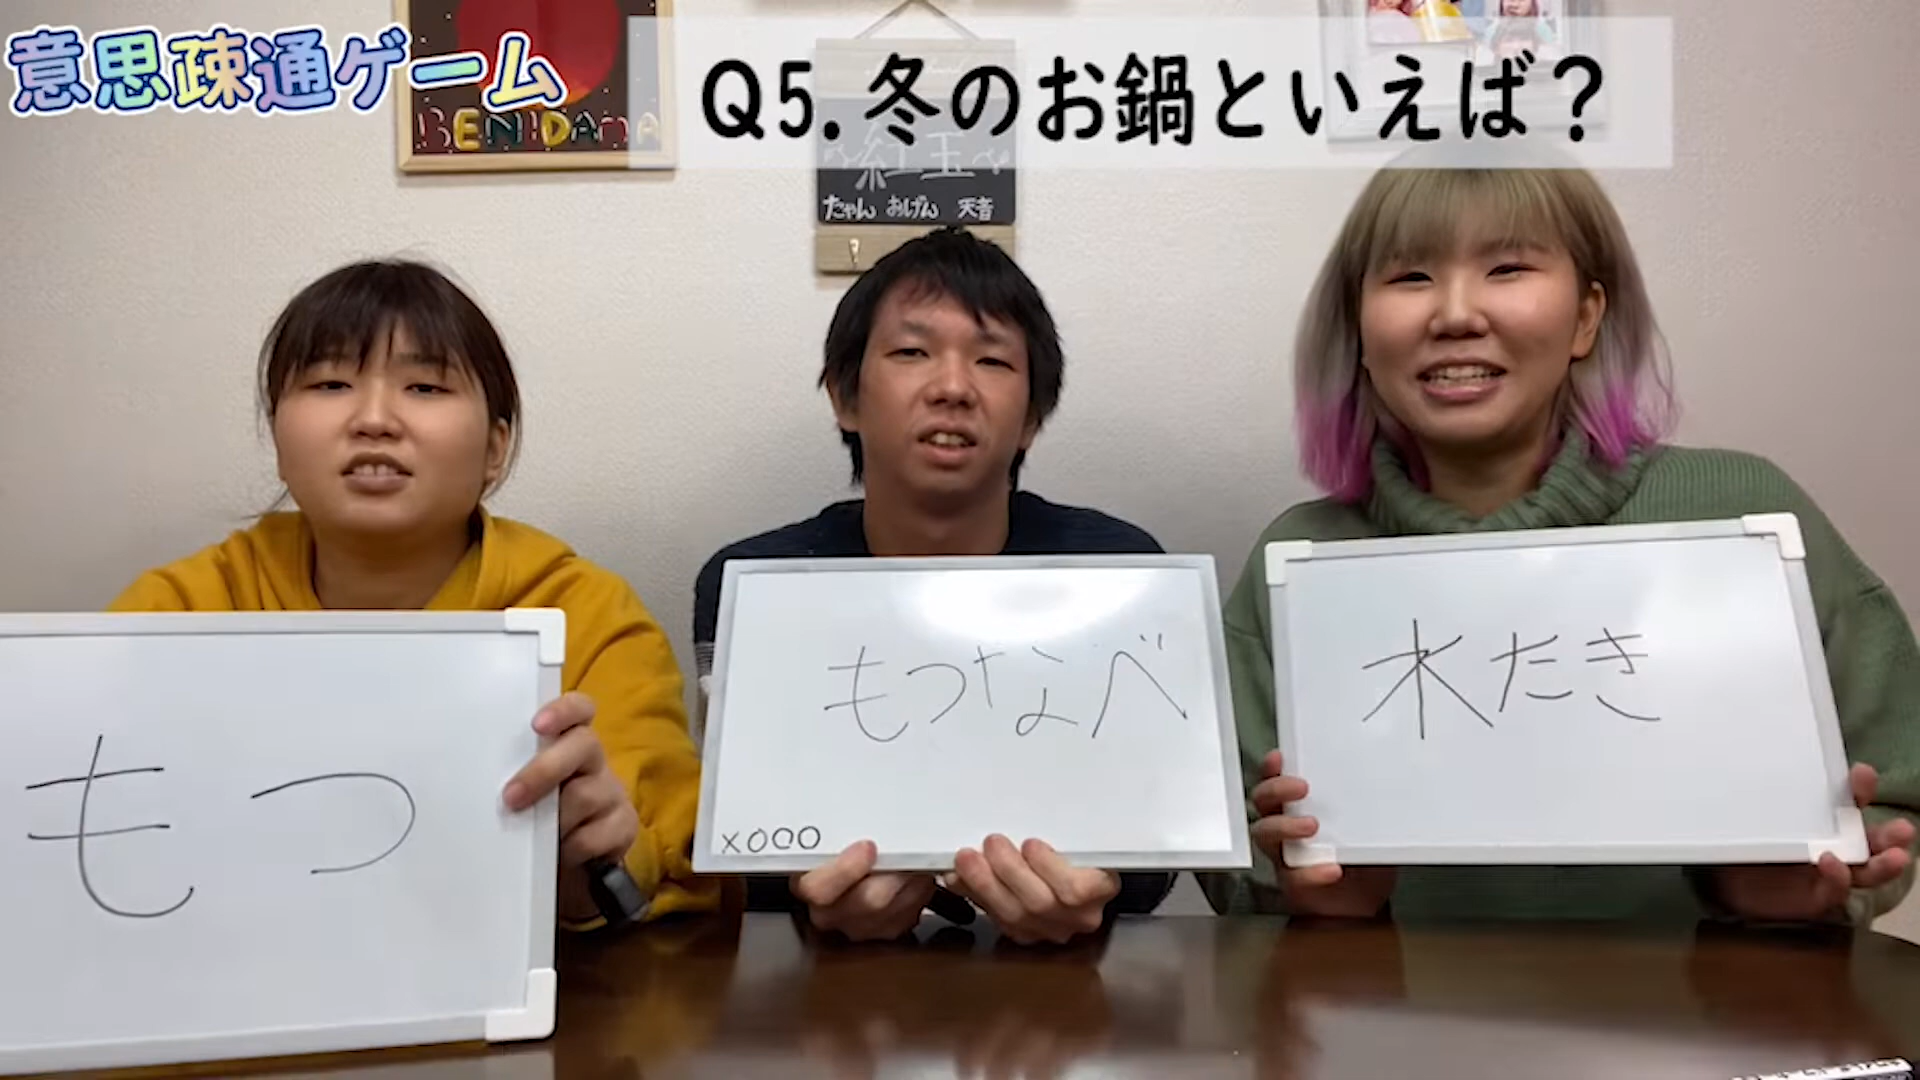 意思疎通ゲーム
Q5.冬のお鍋といえば?
BENIDAMA
紅玉
たゃん おげん 天音
もつ
もつなべ
×○○○
水たき